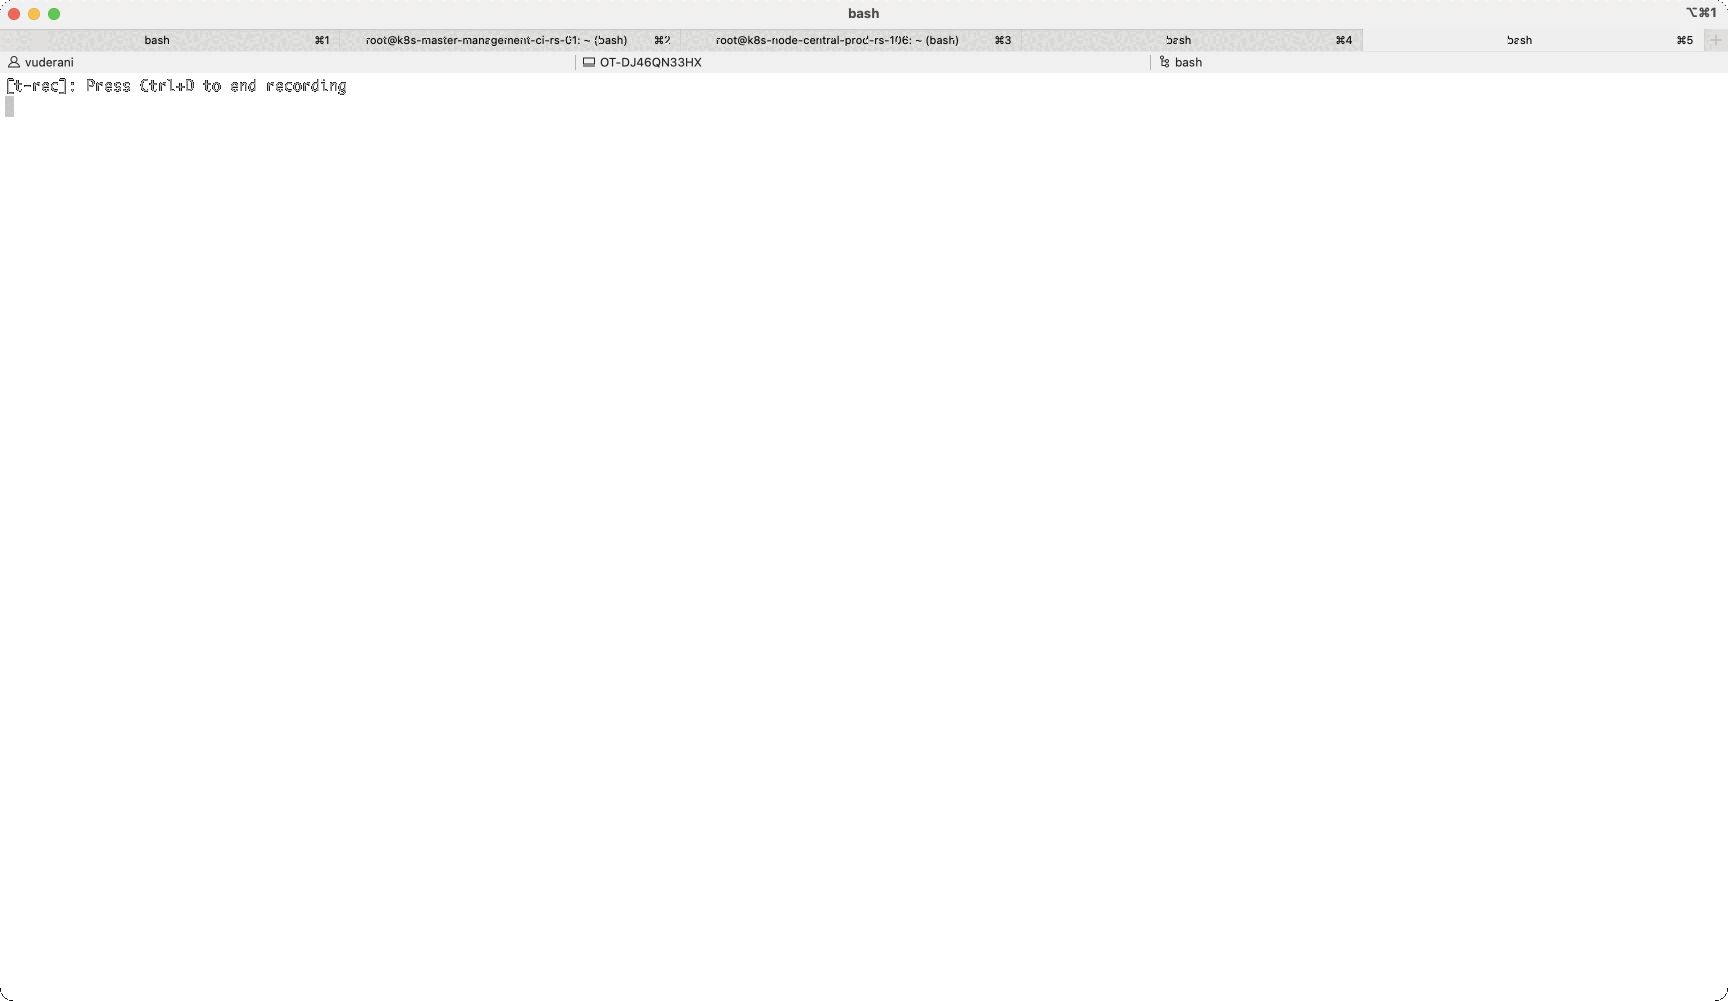 bash ⌥⌘1
bash ⌘1 root@k8s-master-management-ci-rs-01: ~ (bash) ⌘2 root@k8s-node-central-prod-rs-106: ~ (bash) ⌘3 bash ⌘4 bash ⌘5 +
vuderani OT-DJ46QN33HX bash
[t-rec]: Press Ctrl+D to end recording